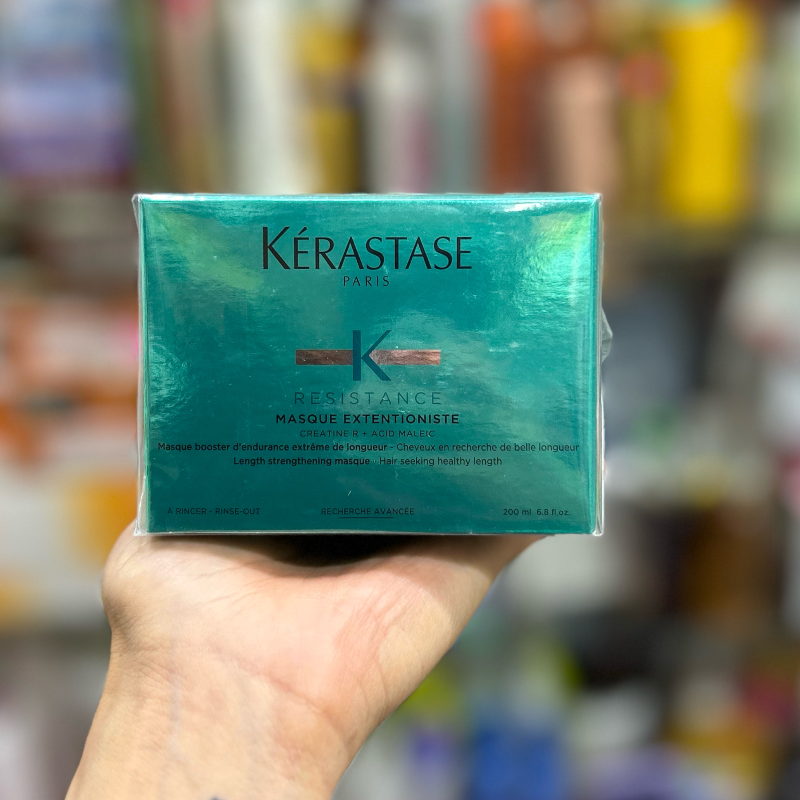 KÉRASTASE
PARIS
K
RESISTANCE
MASQUE EXTENTIONISTE
CREATINE R + ACID MALEIC
Masque booster d'endurance extrême de longueur - Cheveux en recherche de belle longueur
Length strengthening masque - Hair seeking healthy length
À RINCER - RINSE-OUT RECHERCHE AVANCÉE 200 ml 6.8 fl.oz.